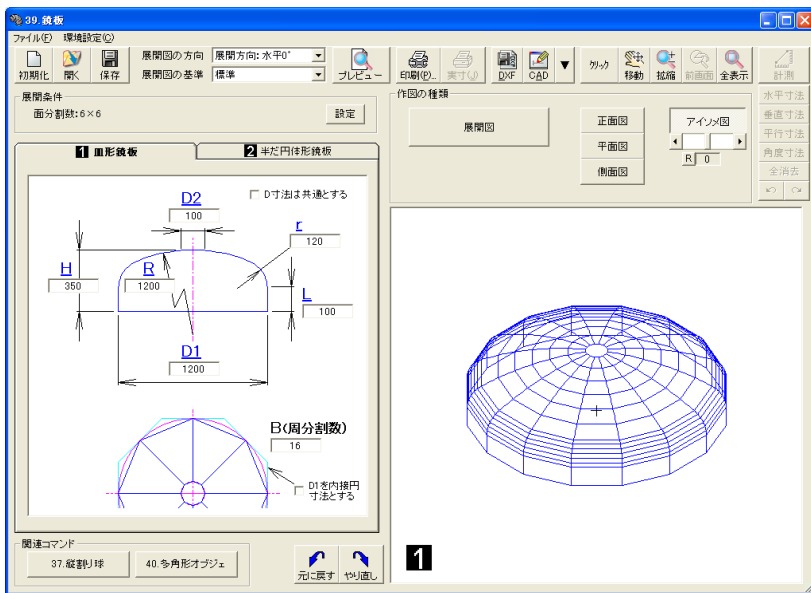 39.鏡板
ファイル(F) 環境設定(C)
初期化 開く 保存
展開図の方向 展開方向:水平0°
展開図の基準 標準
プレビュー
印刷(P)... 実寸(J) DXF CAD ▼ クリック 移動 拡縮 前画面 全表示 計測
展開条件
面分割数:6×6
設定
作図の種類
展開図
正面図
平面図
側面図
アイソメ図
R 0
水平寸法
垂直寸法
平行寸法
角度寸法
全消去
1 皿形鏡板
2 半だ円体形鏡板
D2
100
D寸法は共通とする
r
120
H
350
R
1200
L
100
D1
1200
B(周分割数)
16
D1を内接円
寸法とする
関連コマンド
37.縦割り球
40.多角形オブジェ
元に戻す やり直し
1